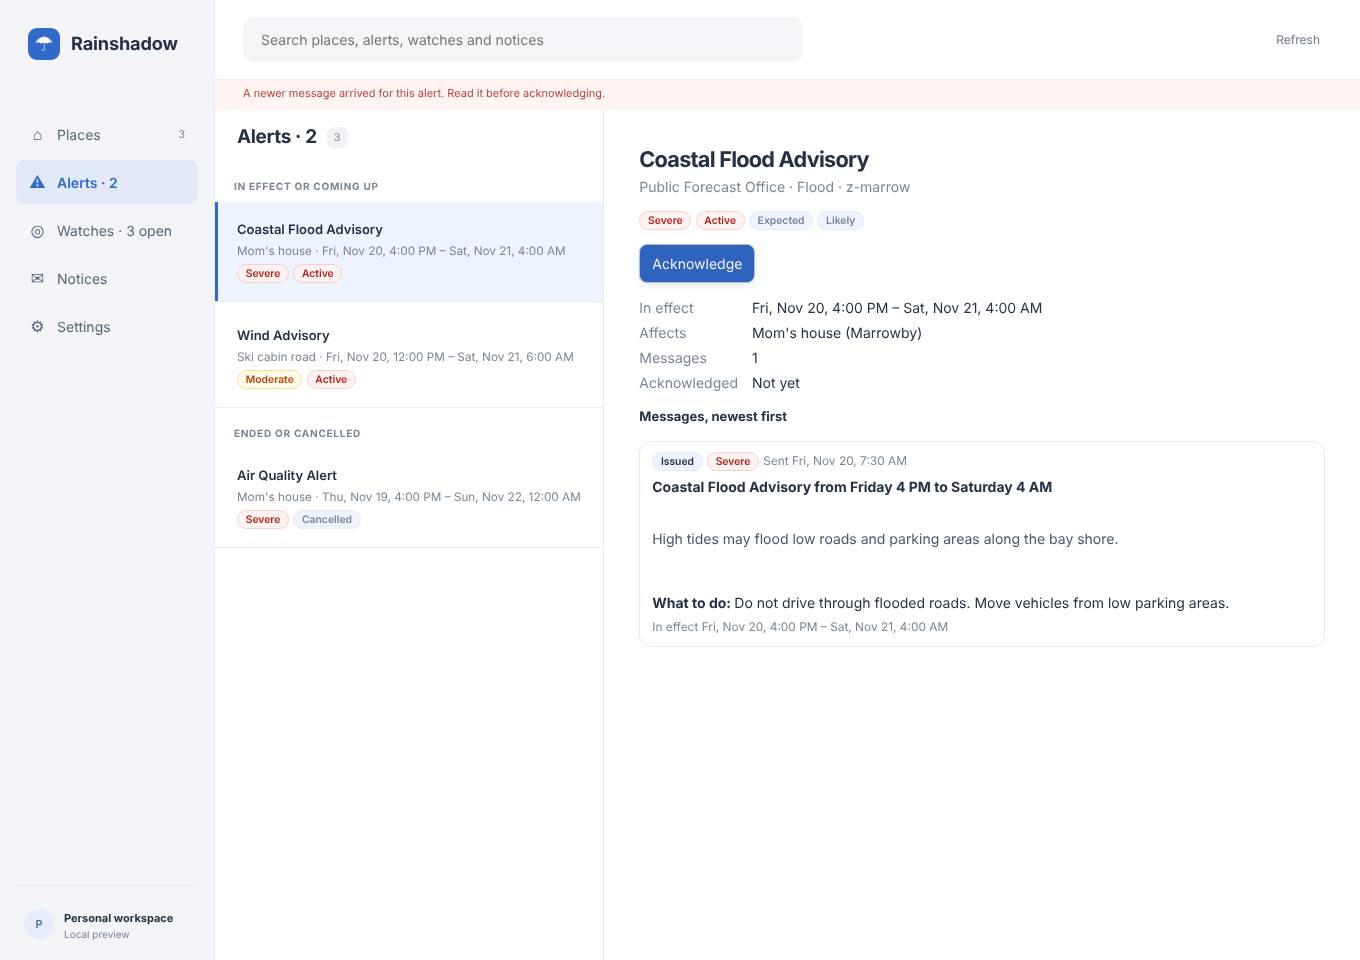 Rainshadow
Search places, alerts, watches and notices
Refresh
A newer message arrived for this alert. Read it before acknowledging.
Places 3
Alerts · 2
Watches · 3 open
Notices
Settings
Personal workspace
P
Local preview
Alerts · 2 3
IN EFFECT OR COMING UP
Coastal Flood Advisory
Mom's house · Fri, Nov 20, 4:00 PM – Sat, Nov 21, 4:00 AM
Severe Active
Wind Advisory
Ski cabin road · Fri, Nov 20, 12:00 PM – Sat, Nov 21, 6:00 AM
Moderate Active
ENDED OR CANCELLED
Air Quality Alert
Mom's house · Thu, Nov 19, 4:00 PM – Sun, Nov 22, 12:00 AM
Severe Cancelled
Coastal Flood Advisory
Public Forecast Office · Flood · z-marrow
Severe Active Expected Likely
Acknowledge
In effect Fri, Nov 20, 4:00 PM – Sat, Nov 21, 4:00 AM
Affects Mom's house (Marrowby)
Messages 1
Acknowledged Not yet
Messages, newest first
Issued Severe Sent Fri, Nov 20, 7:30 AM
Coastal Flood Advisory from Friday 4 PM to Saturday 4 AM
High tides may flood low roads and parking areas along the bay shore.
What to do: Do not drive through flooded roads. Move vehicles from low parking areas.
In effect Fri, Nov 20, 4:00 PM – Sat, Nov 21, 4:00 AM